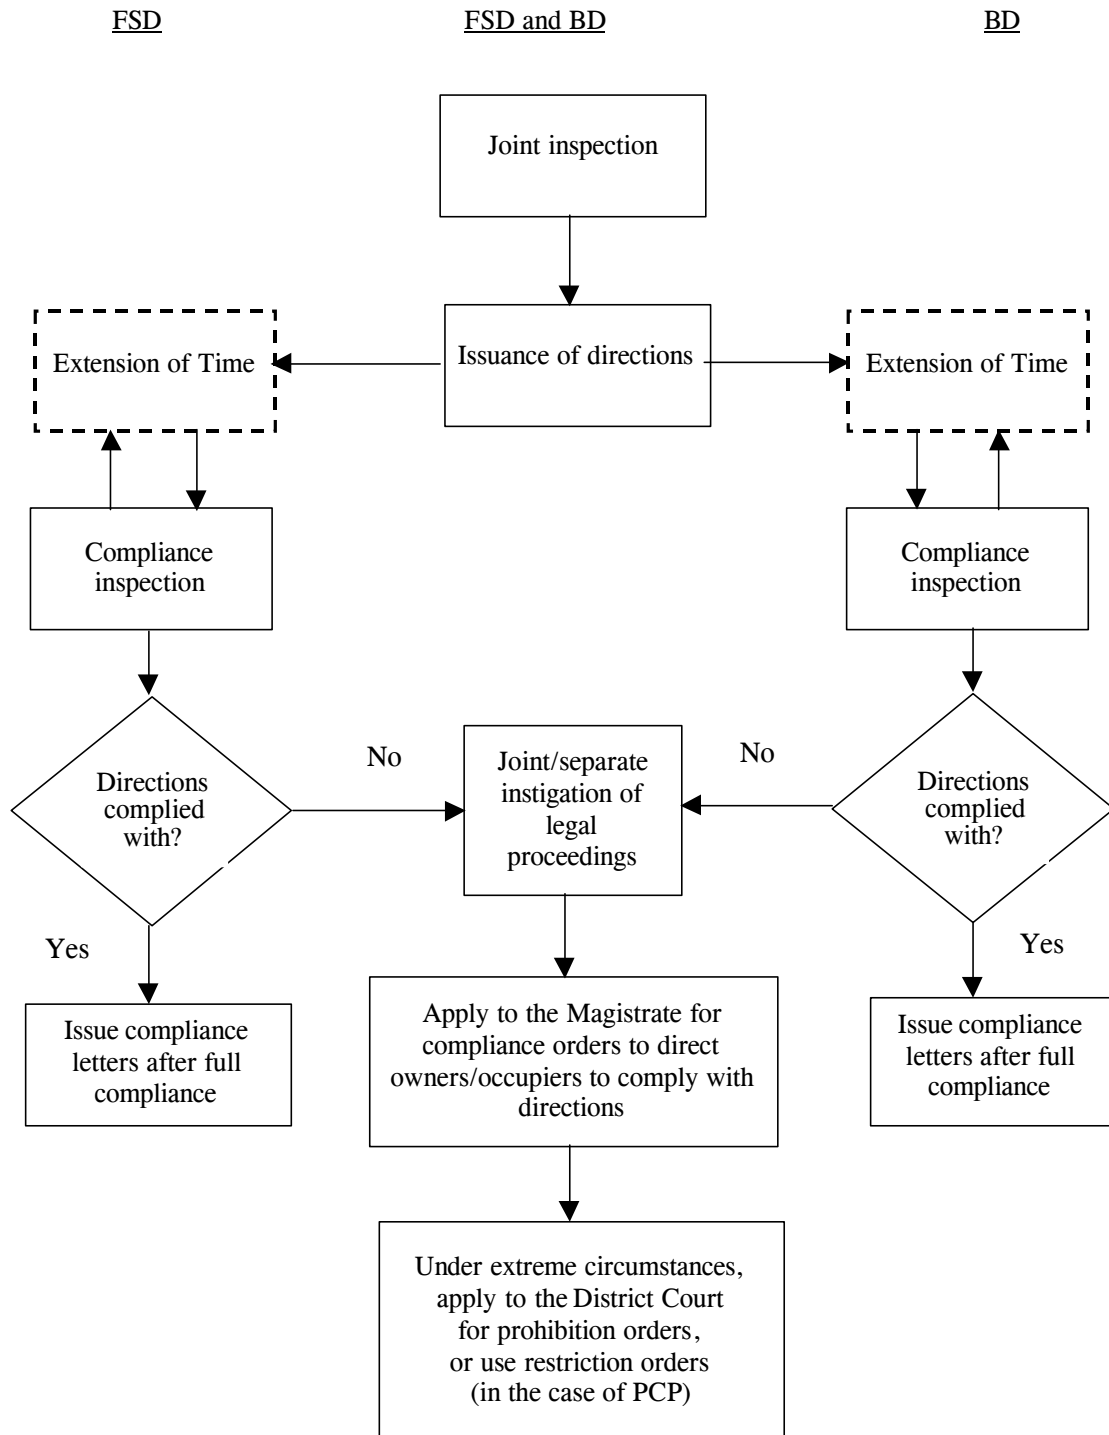 FSD
FSD and BD
BD
Joint inspection
Extension of Time
Issuance of directions
Extension of Time
Compliance
inspection
Compliance
inspection
Directions
complied
with?
No
Joint/separate
instigation of
legal
proceedings
No
Directions
complied
with?
Yes
Yes
Issue compliance
letters after full
compliance
Apply to the Magistrate for
compliance orders to direct
owners/occupiers to comply with
directions
Issue compliance
letters after full
compliance
Under extreme circumstances,
apply to the District Court
for prohibition orders,
or use restriction orders
(in the case of PCP)